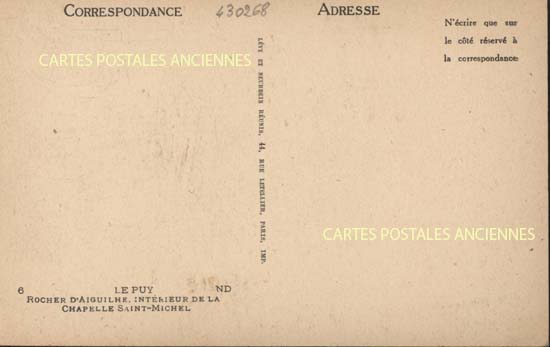 CORRESPONDANCE
430268
ADRESSE
N'écrire que sur
le côté réservé à
la correspondance
CARTES POSTALES ANCIENNES
LÉVY ET NEURDEIN RÉUNIS, 44, RUE LETELLIER, PARIS, IMP.
CARTES POSTALES ANCIENNES
6 LE PUY ND
ROCHER D'AIGUILHE, INTÉRIEUR DE LA
CHAPELLE SAINT-MICHEL